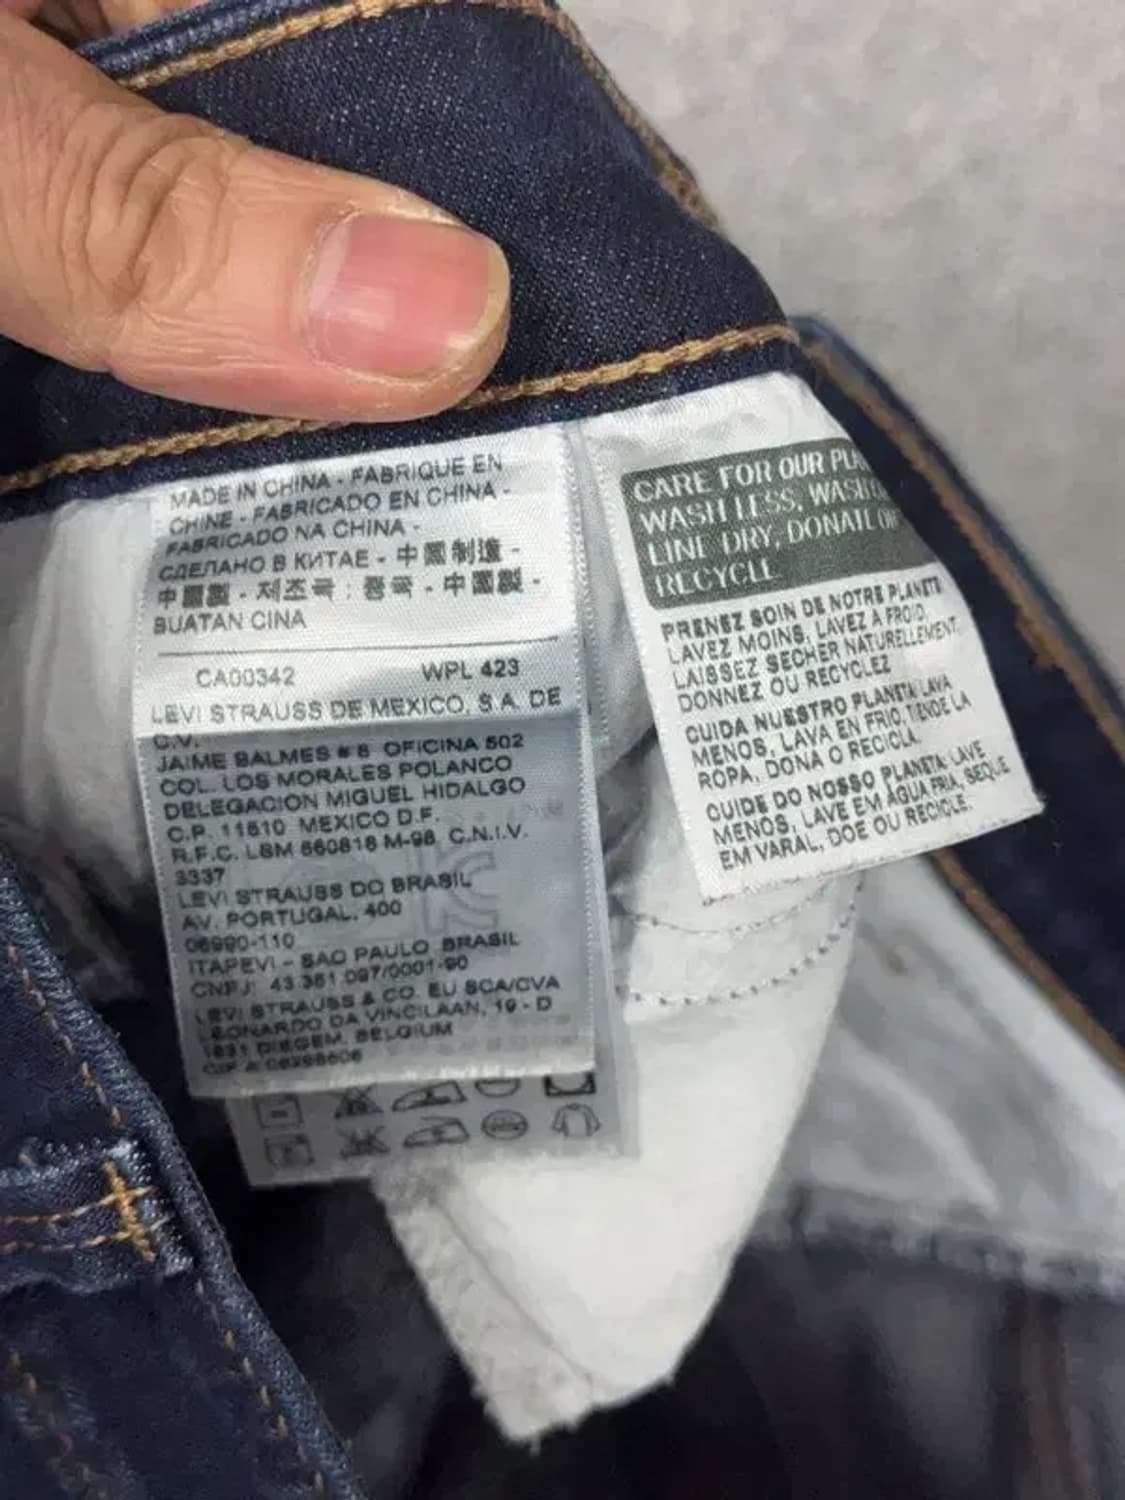 MADE IN CHINA - FABRIQUE EN
CHINE - FABRICADO EN CHINA -
FABRICADO NA CHINA -
СДЕЛАНО В КИТАЕ - 中國制造 -
中國製 - 제조국 : 중국 - 中國製 -
BUATAN CINA
CA00342 WPL 423
LEVI STRAUSS DE MEXICO, S.A. DE
C.V.
JAIME BALMES # 8 OFICINA 502
COL. LOS MORALES POLANCO
DELEGACION MIGUEL HIDALGO
C.P. 11510 MEXICO D.F.
R.F.C. LSM 860818 M-98 C.N.I.V.
3337
LEVI STRAUSS DO BRASIL
AV. PORTUGAL, 400
06690-110
ITAPEVI - SAO PAULO BRASIL
CNPJ: 43.361.097/0001-90
LEVI STRAUSS & CO. EU SCA/CVA
LEONARDO DA VINCILAAN, 19 - D
1831 DIEGEM, BELGIUM
CARE FOR OUR
WASH LESS, WASH
LINE DRY, DONATE OR
RECYCLE
PRENEZ SOIN DE NOTRE PLANETE
LAVEZ MOINS, LAVEZ A FROID,
LAISSEZ SECHER NATURELLEMENT,
DONNEZ OU RECYCLEZ
CUIDA NUESTRO PLANETA LAVA
MENOS, LAVA EN FRIO, TIENDE LA
ROPA, DONA O RECICLA.
CUIDE DO NOSSO PLANETA LAVE
MENOS, LAVE EM AGUA FRIA, SEQUE
EM VARAL, DOE OU RECICLE.